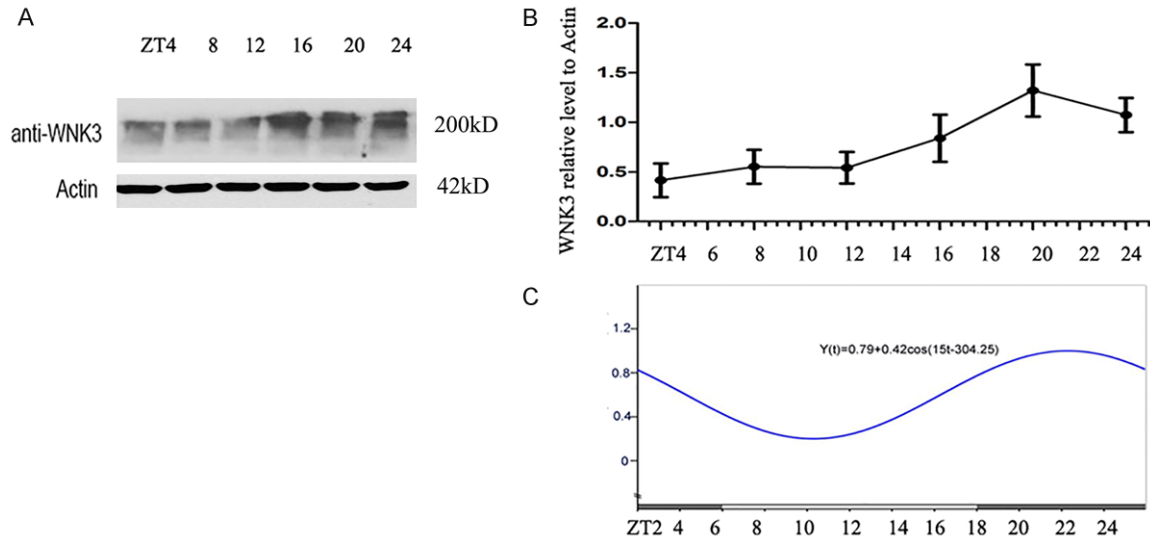 A
ZT4 8 12 16 20 24
anti-WNK3
200kD
Actin
42kD
B
WNK3 relative level to Actin
2.0
1.5
1.0
0.5
0.0
ZT4 6 8 10 12 14 16 18 20 22 24
C
Y(t)=0.79+0.42cos(15t-304.25)
1.2
0.8
0.4
0
ZT2 4 6 8 10 12 14 16 18 20 22 24